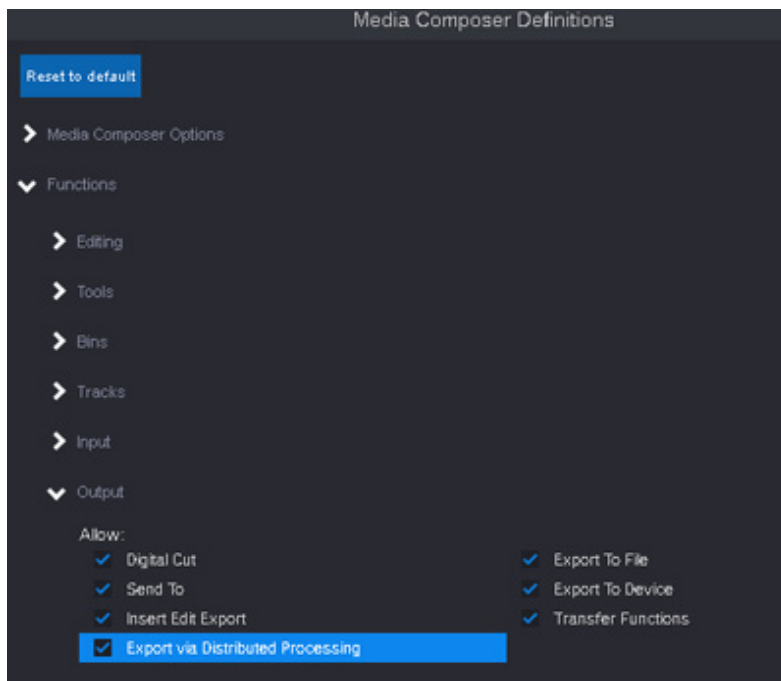 Media Composer Definitions
Reset to default
Media Composer Options
Functions
Editing
Tools
Bins
Tracks
Input
Output
Allow:
Digital Cut
Export To File
Send To
Export To Device
Insert Edit Export
Transfer Functions
Export via Distributed Processing